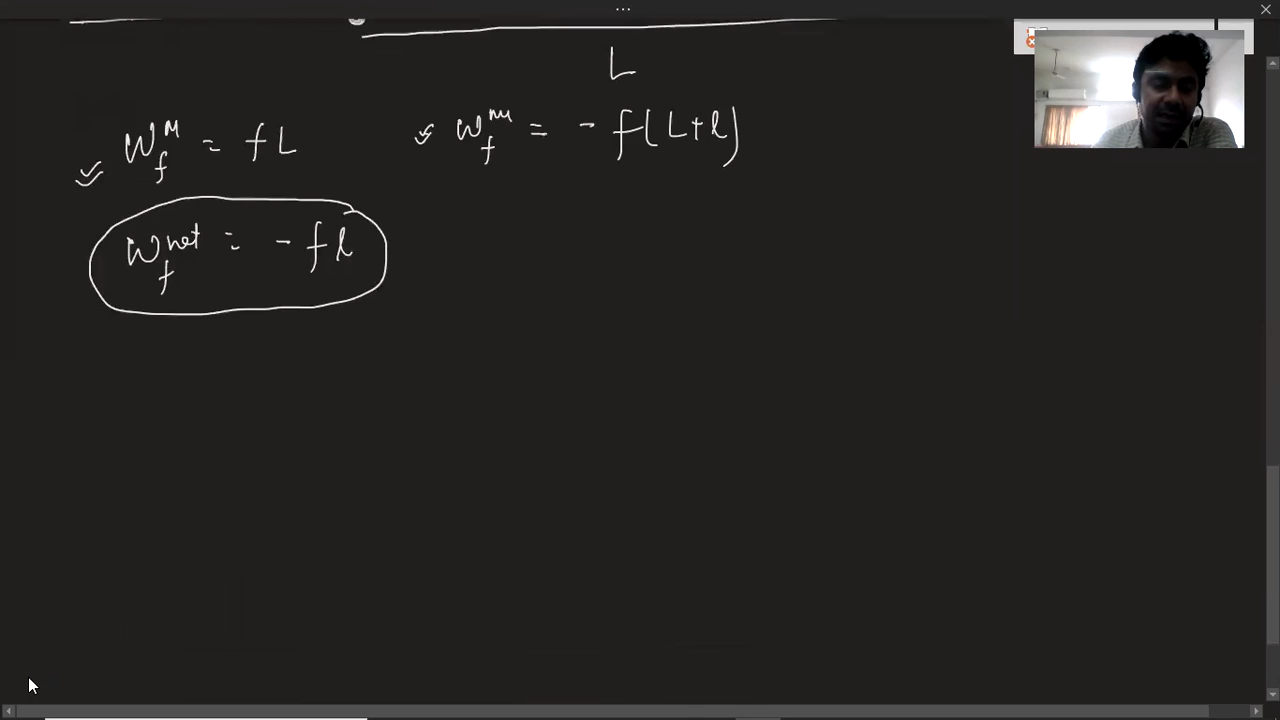 L
W_f^M = fL
W_f^m = - f(L+l)
W_f^net = - fl